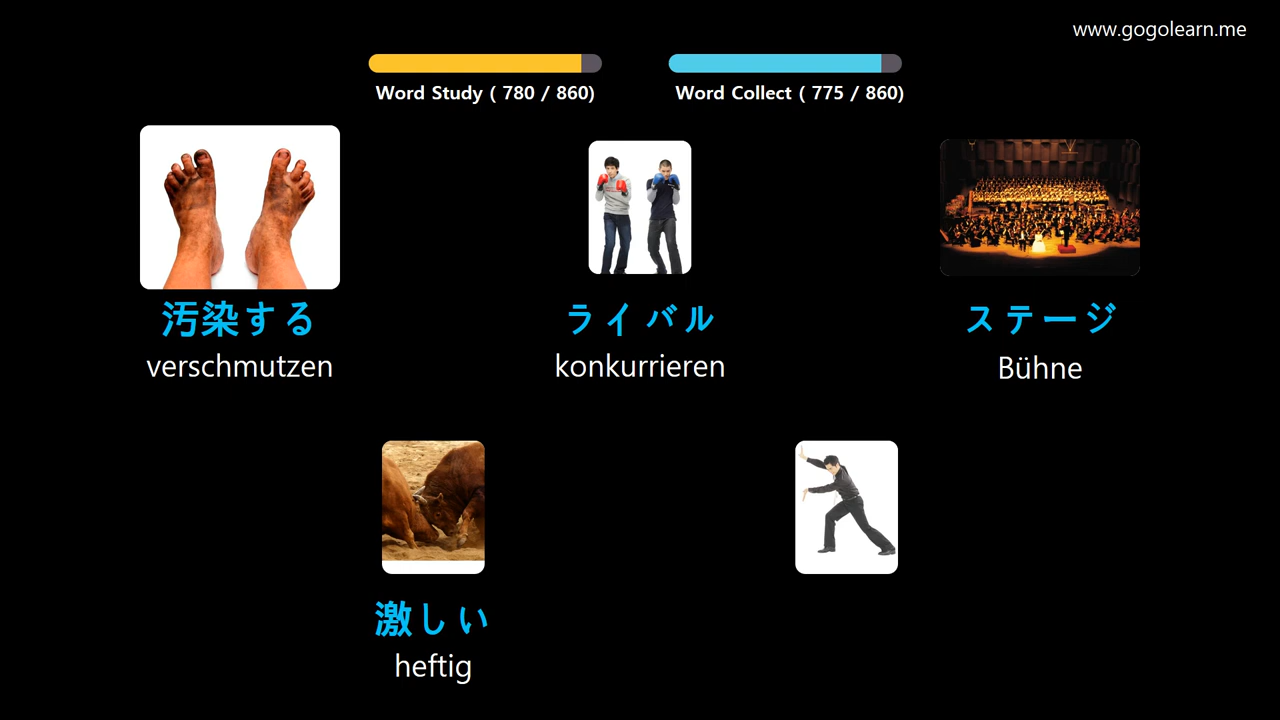 www.gogolearn.me
Word Study ( 780 / 860)
Word Collect ( 775 / 860)
汚染する
verschmutzen
ライバル
konkurrieren
ステージ
Bühne
激しい
heftig